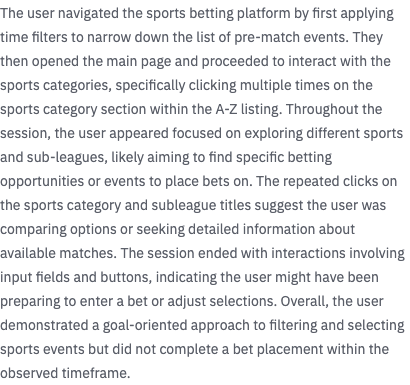 The user navigated the sports betting platform by first applying
time filters to narrow down the list of pre-match events. They
then opened the main page and proceeded to interact with the
sports categories, specifically clicking multiple times on the
sports category section within the A-Z listing. Throughout the
session, the user appeared focused on exploring different sports
and sub-leagues, likely aiming to find specific betting
opportunities or events to place bets on. The repeated clicks on
the sports category and subleague titles suggest the user was
comparing options or seeking detailed information about
available matches. The session ended with interactions involving
input fields and buttons, indicating the user might have been
preparing to enter a bet or adjust selections. Overall, the user
demonstrated a goal-oriented approach to filtering and selecting
sports events but did not complete a bet placement within the
observed timeframe.